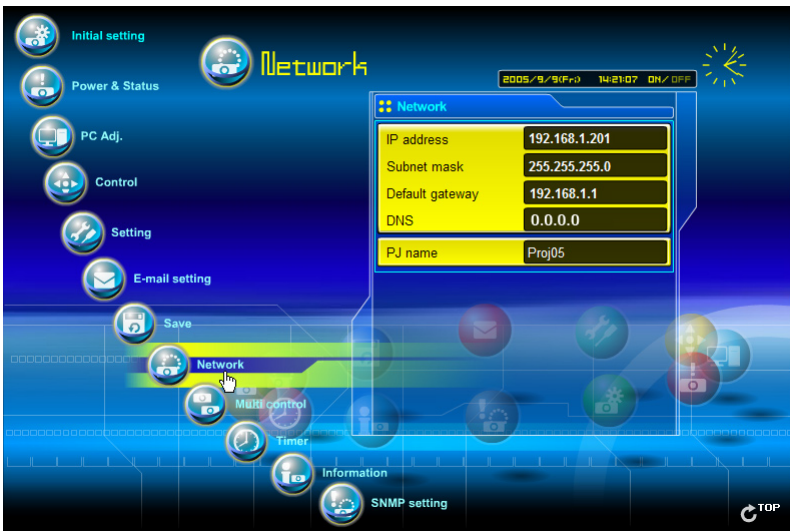 Initial setting
Power & Status
PC Adj.
Control
Setting
E-mail setting
Save
Network
Multi control
Timer
Information
SNMP setting
Network
2005/9/9(Fri) 14:21:07 ON/OFF
Network
IP address 192.168.1.201
Subnet mask 255.255.255.0
Default gateway 192.168.1.1
DNS 0.0.0.0
PJ name Proj05
TOP